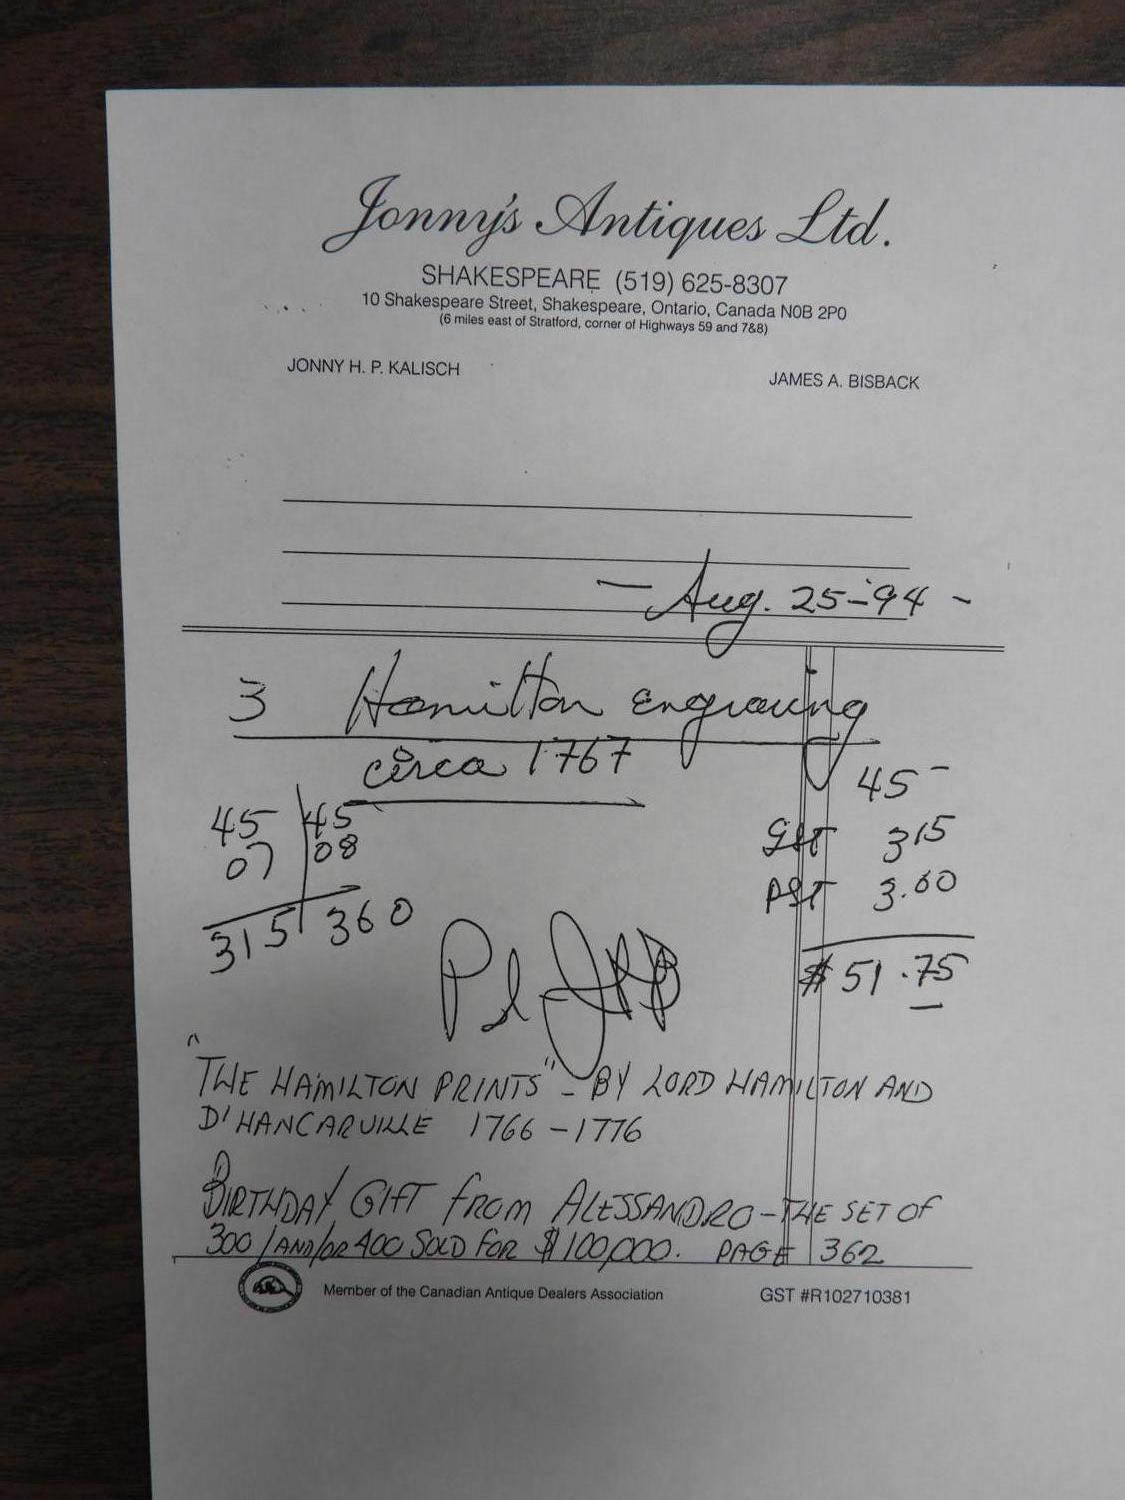 Jonny's Antiques Ltd.
SHAKESPEARE (519) 625-8307
10 Shakespeare Street, Shakespeare, Ontario, Canada N0B 2P0
(6 miles east of Stratford, corner of Highways 59 and 7&8)
JONNY H. P. KALISCH JAMES A. BISBACK
- Aug. 25-94 -
3 Hamilton engraving
circa 1767
45 -
45 45
07 08
315 360
GST 3 15
PST 3.60
$ 51.75
Pd
"THE HAMILTON PRINTS" - BY LORD HAMILTON AND
D'HANCARVILLE 1766 - 1776
BIRTHDAY GIFT FROM ALESSANDRO - THE SET OF
300 / AND/OR 400 SOLD FOR $100,000. PAGE 362
Member of the Canadian Antique Dealers Association GST #R102710381